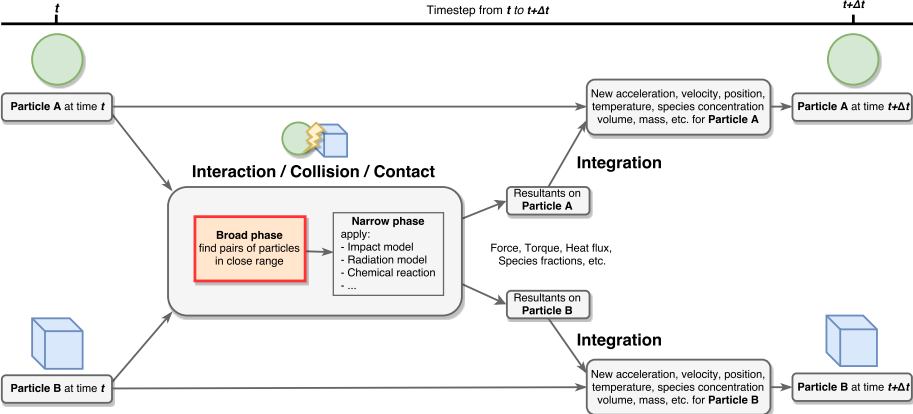 t
Timestep from t to t+Δt
t+Δt
Particle A at time t
New acceleration, velocity, position,
temperature, species concentration
volume, mass, etc. for Particle A
Particle A at time t+Δt
Interaction / Collision / Contact
Integration
Resultants on
Particle A
Broad phase
find pairs of particles
in close range
Narrow phase
apply:
- Impact model
- Radiation model
- Chemical reaction
- ...
Force, Torque, Heat flux,
Species fractions, etc.
Resultants on
Particle B
Integration
Particle B at time t
New acceleration, velocity, position,
temperature, species concentration
volume, mass, etc. for Particle B
Particle B at time t+Δt